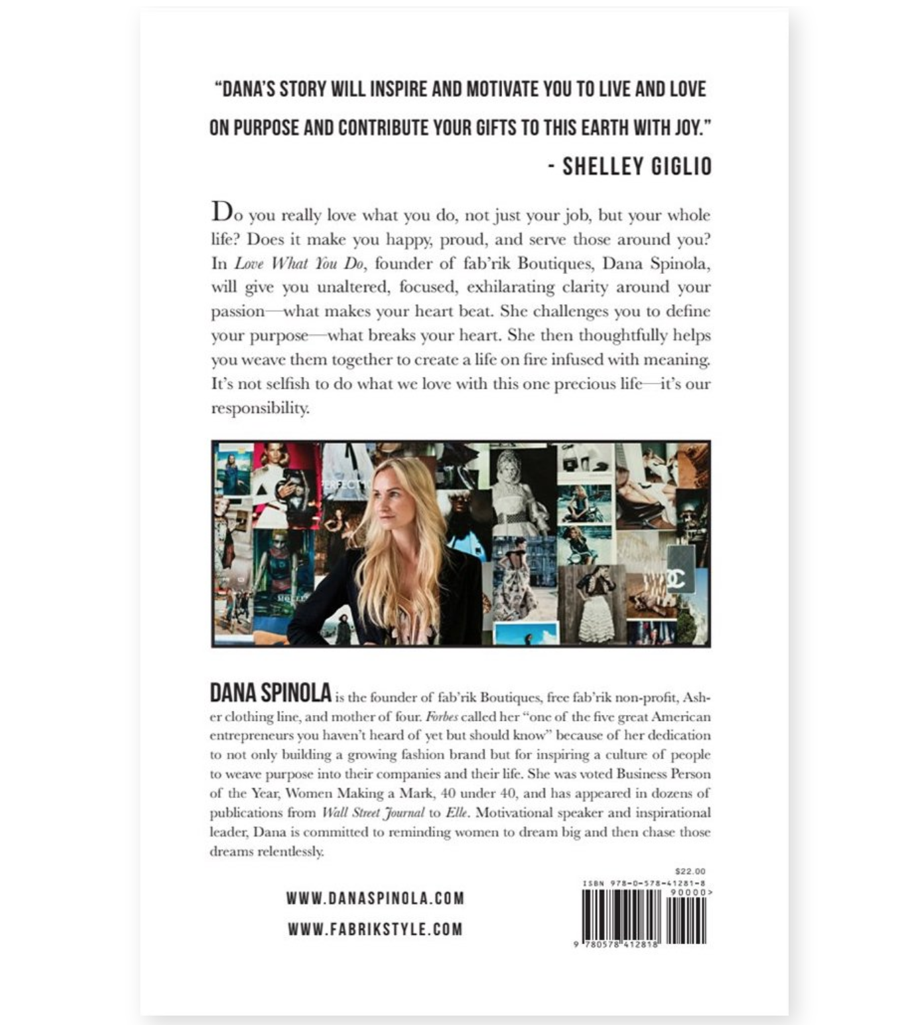 “DANA’S STORY WILL INSPIRE AND MOTIVATE YOU TO LIVE AND LOVE
ON PURPOSE AND CONTRIBUTE YOUR GIFTS TO THIS EARTH WITH JOY.”
- SHELLEY GIGLIO
Do you really love what you do, not just your job, but your whole
life? Does it make you happy, proud, and serve those around you?
In Love What You Do, founder of fab’rik Boutiques, Dana Spinola,
will give you unaltered, focused, exhilarating clarity around your
passion—what makes your heart beat. She challenges you to define
your purpose—what breaks your heart. She then thoughtfully helps
you weave them together to create a life on fire infused with meaning.
It’s not selfish to do what we love with this one precious life—it’s our
responsibility.
DANA SPINOLA is the founder of fab’rik Boutiques, free fab’rik non-profit, Ash-
er clothing line, and mother of four. Forbes called her “one of the five great American
entrepreneurs you haven’t heard of yet but should know” because of her dedication
to not only building a growing fashion brand but for inspiring a culture of people
to weave purpose into their companies and their life. She was voted Business Person
of the Year, Women Making a Mark, 40 under 40, and has appeared in dozens of
publications from Wall Street Journal to Elle. Motivational speaker and inspirational
leader, Dana is committed to reminding women to dream big and then chase those
dreams relentlessly.
WWW.DANASPINOLA.COM
WWW.FABRIKSTYLE.COM
$22.00
ISBN 978-0-578-41281-8
90000>
9 780578 412818